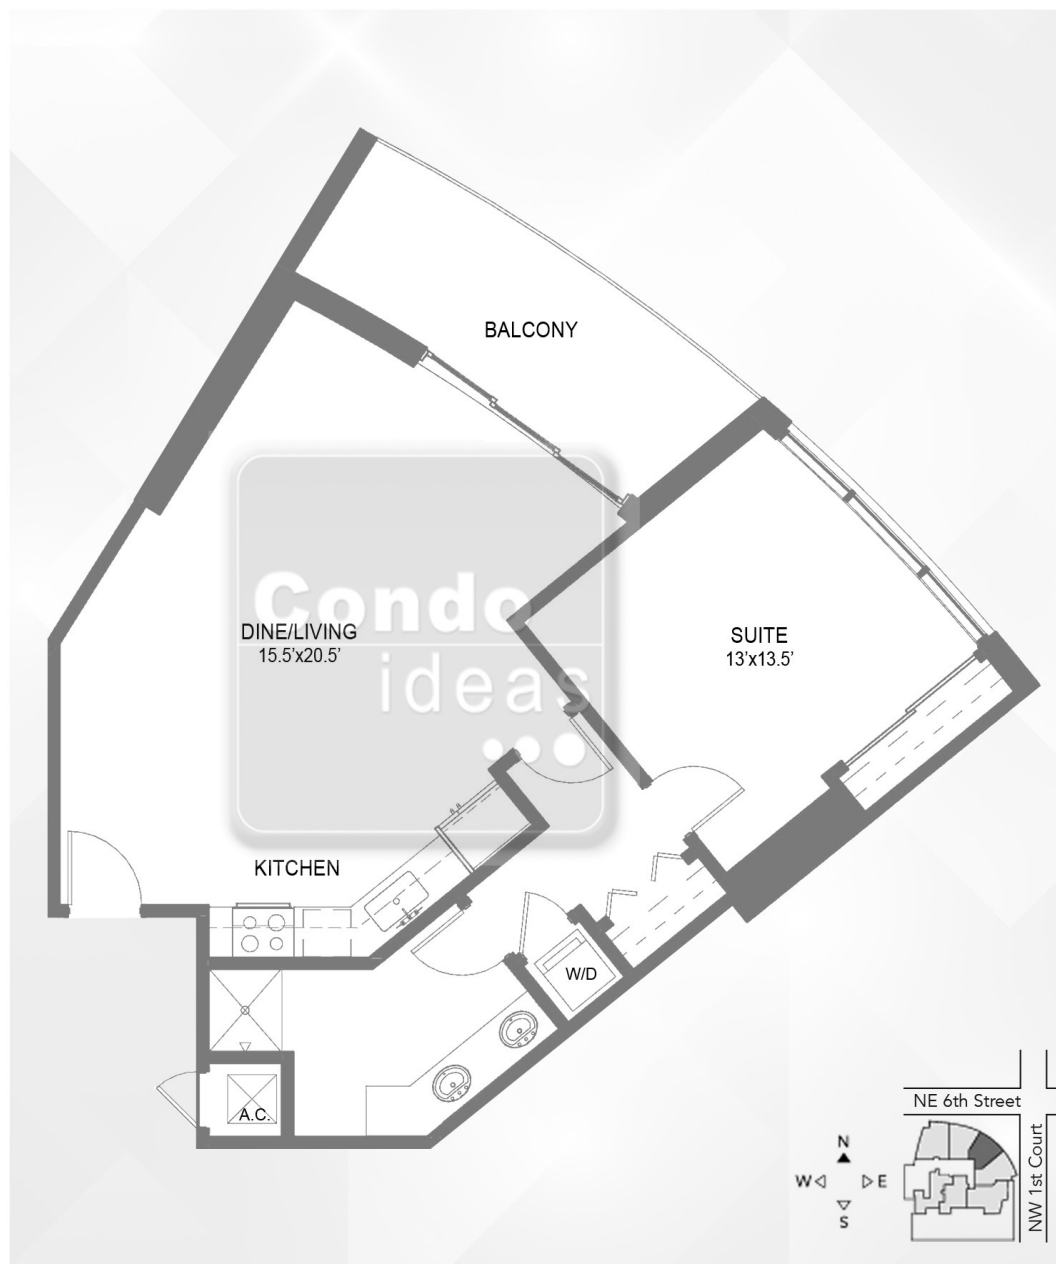 BALCONY
Condo
DINE/LIVING
15.5'x20.5'
ideas
SUITE
13'x13.5'
KITCHEN
W/D
A.C.
NE 6th Street
NW 1st Court
N
W
E
S